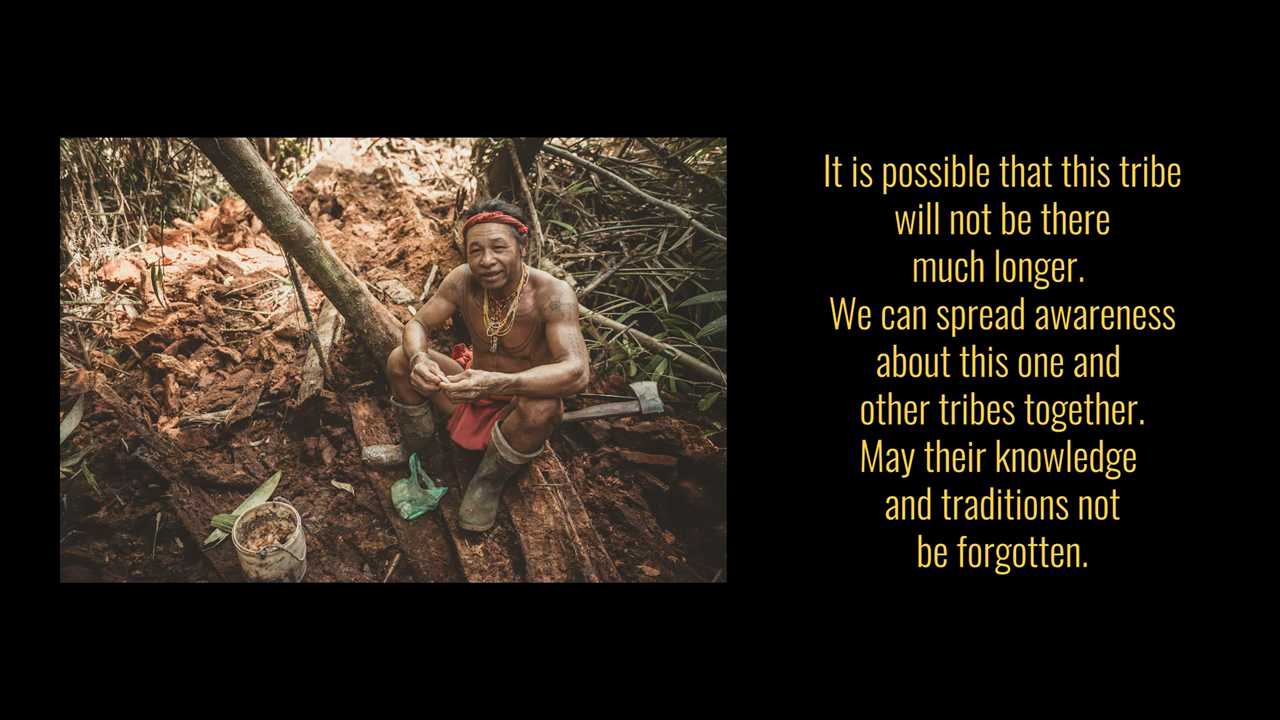 It is possible that this tribe
will not be there
much longer.
We can spread awareness
about this one and
other tribes together.
May their knowledge
and traditions not
be forgotten.